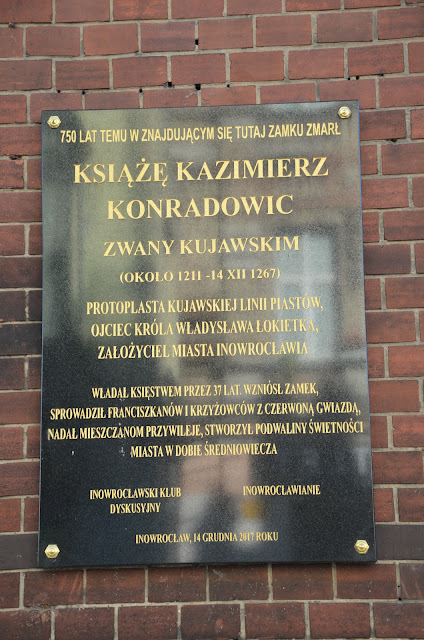 750 LAT TEMU W ZNAJDUJĄCYM SIĘ TUTAJ ZAMKU ZMARŁ
KSIĄŻĘ KAZIMIERZ
KONRADOWIC
ZWANY KUJAWSKIM
(OKOŁO 1211 -14 XII 1267)
PROTOPLASTA KUJAWSKIEJ LINII PIASTÓW,
OJCIEC KRÓLA WŁADYSŁAWA ŁOKIETKA,
ZAŁOŻYCIEL MIASTA INOWROCŁAWIA
WŁADAŁ KSIĘSTWEM PRZEZ 37 LAT. WZNIÓSŁ ZAMEK,
SPROWADZIŁ FRANCISZKANÓW I KRZYŻOWCÓW Z CZERWONĄ GWIAZDĄ,
NADAŁ MIESZCZANOM PRZYWILEJE, STWORZYŁ PODWALINY ŚWIETNOŚCI
MIASTA W DOBIE ŚREDNIOWIECZA
INOWROCŁAWSKI KLUB
DYSKUSYJNY
INOWROCŁAWIANIE
INOWROCŁAW, 14 GRUDNIA 2017 ROKU